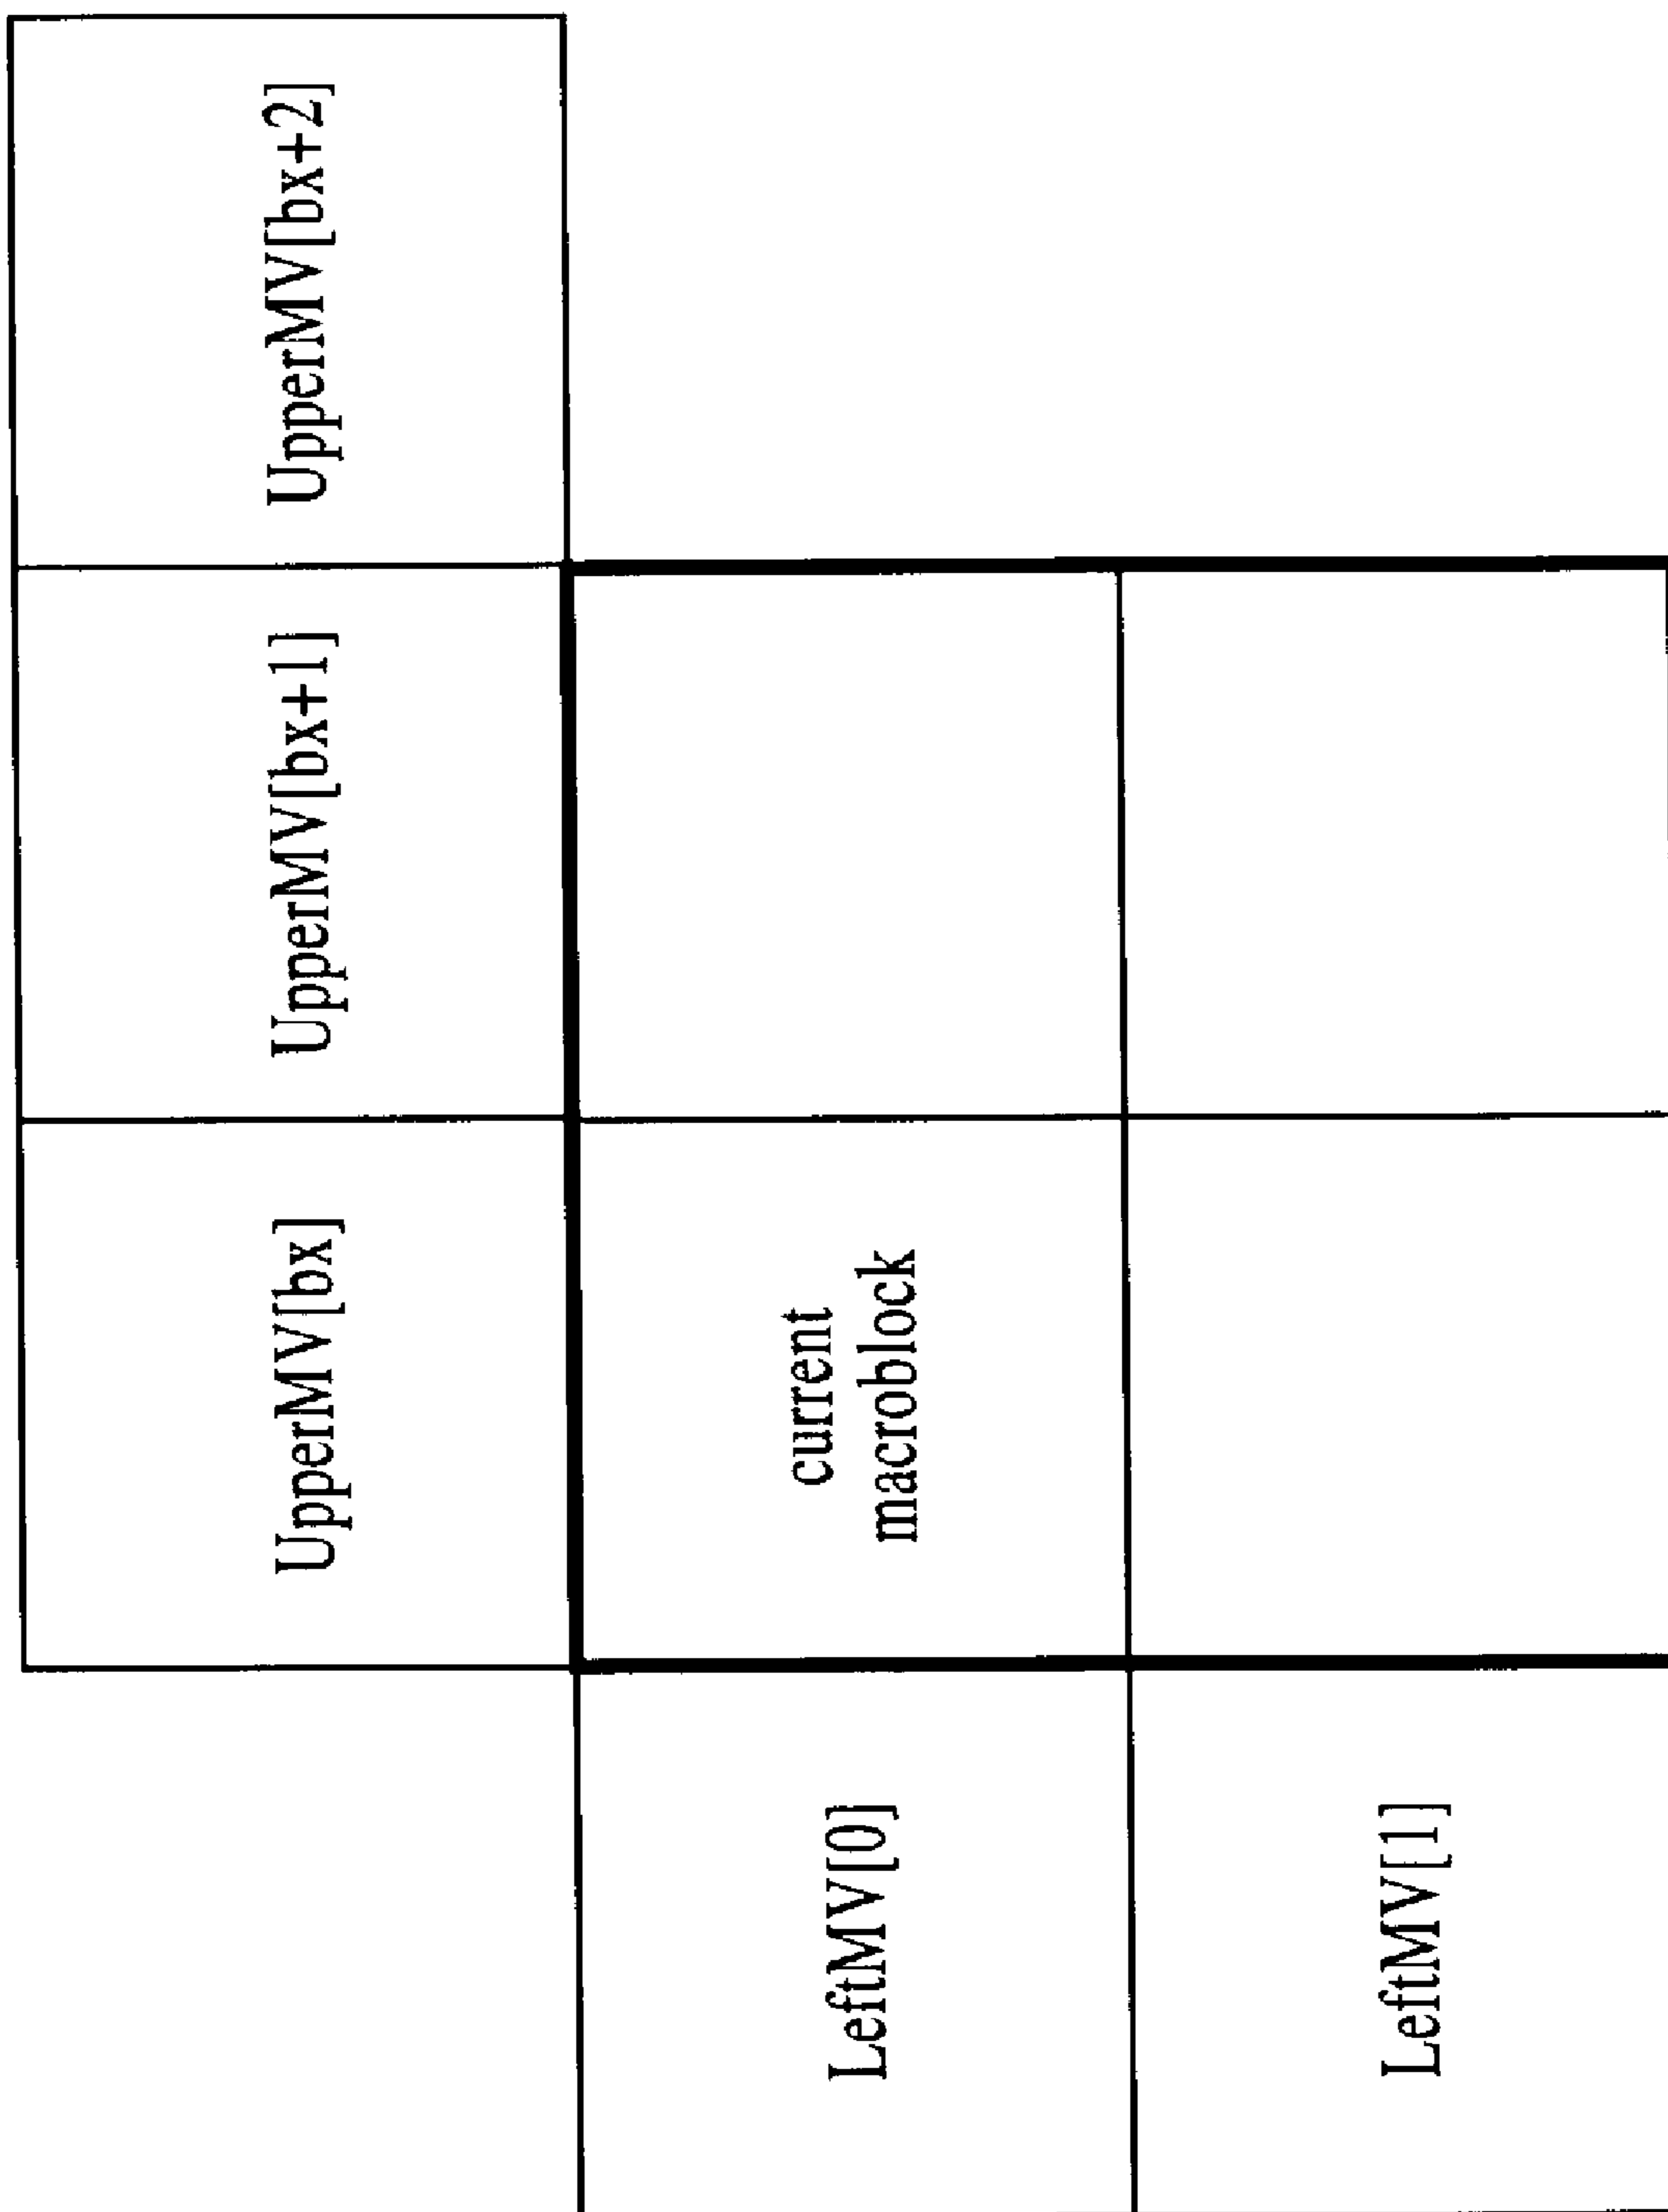 UpperMV[bx]
UpperMV[bx+1]
UpperMV[bx+2]
LeftMV[0]
current
macroblock
LeftMV[1]